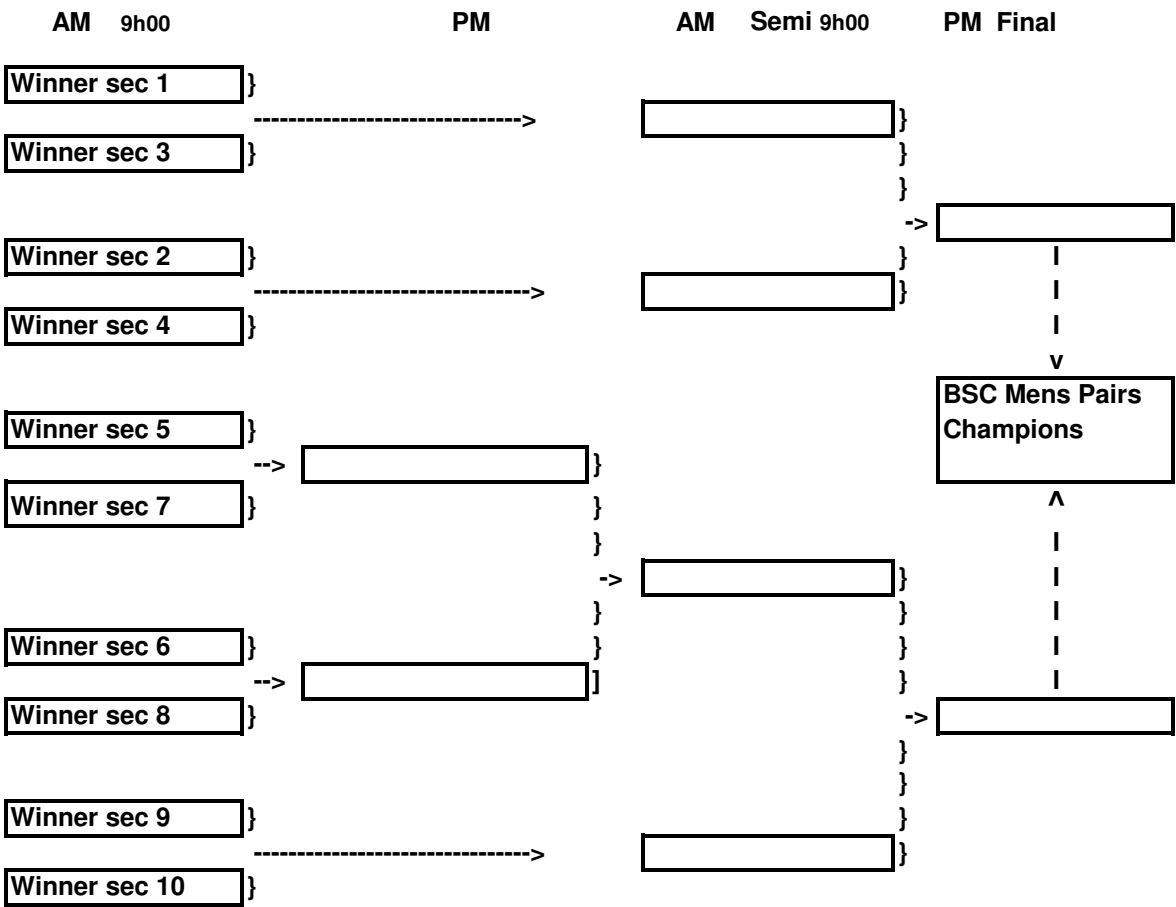 AM 9h00 PM AM Semi 9h00 PM Final
Winner sec 1 }
------------------------------->  }
Winner sec 3 } }
}
->
Winner sec 2 } } I
--------------------------------> } I
Winner sec 4 } I
v
BSC Mens Pairs
Winner sec 5 } Champions
--> }
Winner sec 7 } } ^
} I
-> } I
} } I
Winner sec 6 } } } I
--> ] } I
Winner sec 8 } ->
}
}
Winner sec 9 } }
--------------------------------> }
Winner sec 10 }